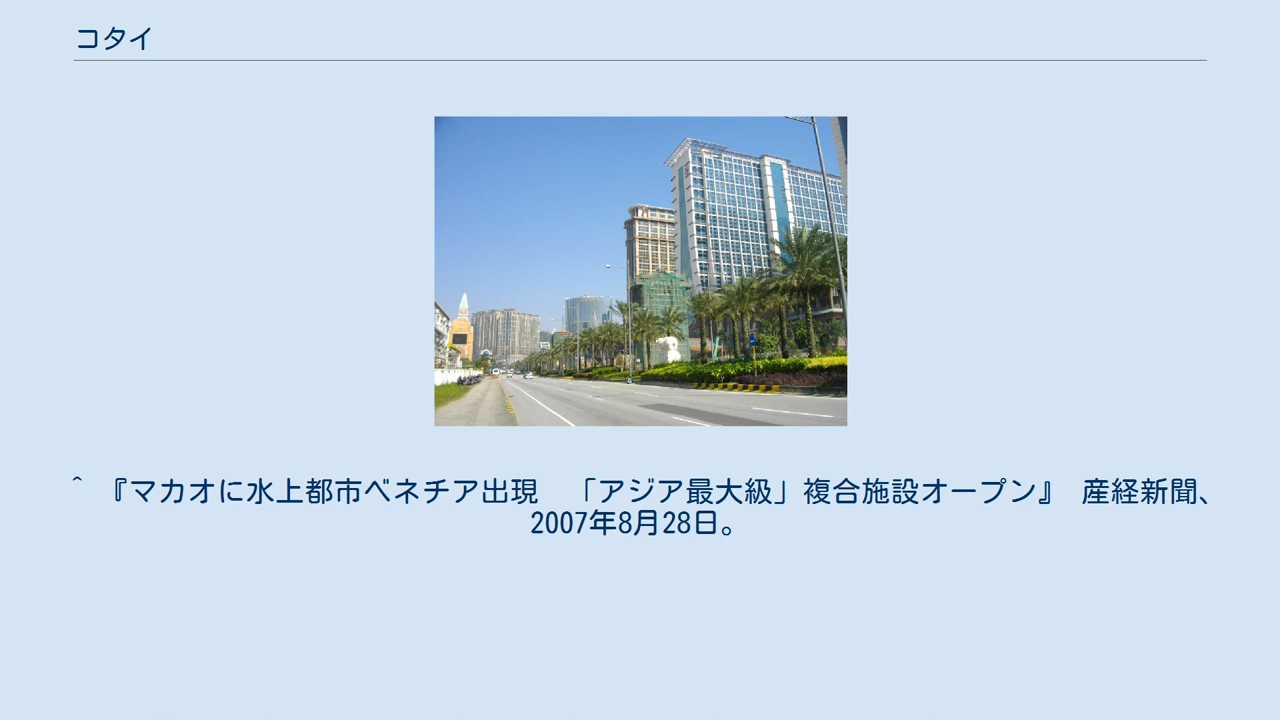 コタイ
^ 『マカオに水上都市ベネチア出現　「アジア最大級」複合施設オープン』 産経新聞、
2007年8月28日。